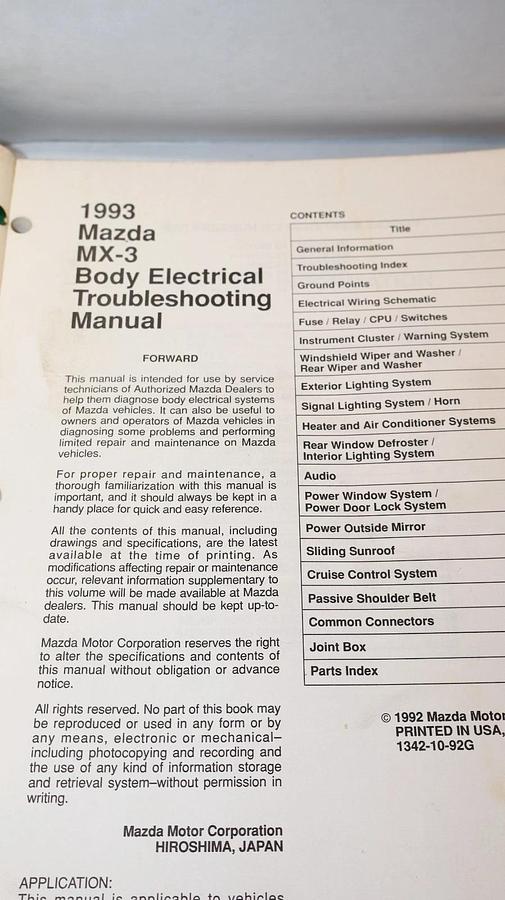 1993
Mazda
MX-3
Body Electrical
Troubleshooting
Manual
FORWARD
This manual is intended for use by service
technicians of Authorized Mazda Dealers to
help them diagnose body electrical systems
of Mazda vehicles. It can also be useful to
owners and operators of Mazda vehicles in
diagnosing some problems and performing
limited repair and maintenance on Mazda
vehicles.
For proper repair and maintenance, a
thorough familiarization with this manual is
important, and it should always be kept in a
handy place for quick and easy reference.
All the contents of this manual, including
drawings and specifications, are the latest
available at the time of printing. As
modifications affecting repair or maintenance
occur, relevant information supplementary to
this volume will be made available at Mazda
dealers. This manual should be kept up-to-
date.
Mazda Motor Corporation reserves the right
to alter the specifications and contents of
this manual without obligation or advance
notice.
All rights reserved. No part of this book may
be reproduced or used in any form or by
any means, electronic or mechanical–
including photocopying and recording and
the use of any kind of information storage
and retrieval system–without permission in
writing.
Mazda Motor Corporation
HIROSHIMA, JAPAN
APPLICATION:
This manual is applicable to vehicles
CONTENTS
Title
General Information
Troubleshooting Index
Ground Points
Electrical Wiring Schematic
Fuse / Relay / CPU / Switches
Instrument Cluster / Warning System
Windshield Wiper and Washer /
Rear Wiper and Washer
Exterior Lighting System
Signal Lighting System / Horn
Heater and Air Conditioner Systems
Rear Window Defroster /
Interior Lighting System
Audio
Power Window System /
Power Door Lock System
Power Outside Mirror
Sliding Sunroof
Cruise Control System
Passive Shoulder Belt
Common Connectors
Joint Box
Parts Index
© 1992 Mazda Motor
PRINTED IN USA,
1342-10-92G